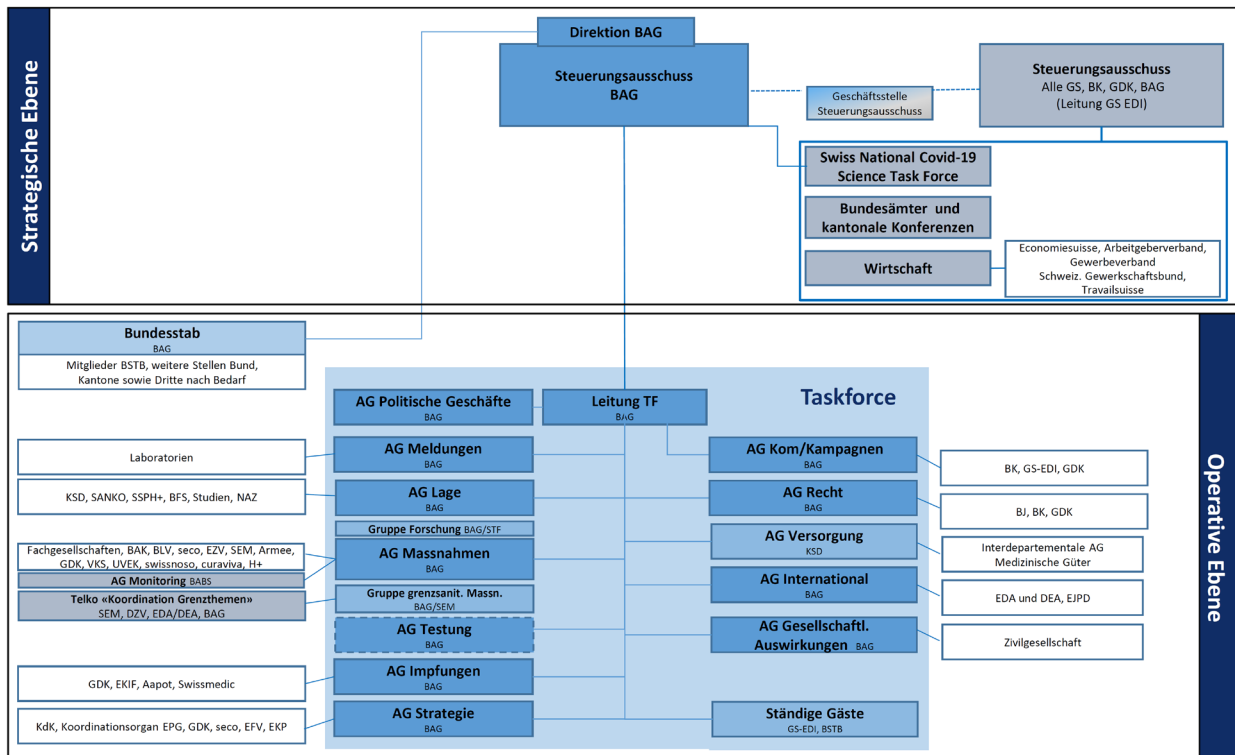 Strategische Ebene
Direktion BAG
Steuerungsausschuss
BAG
Geschäftsstelle
Steuerungsausschuss
Steuerungsausschuss
Alle GS, BK, GDK, BAG
(Leitung GS EDI)
Swiss National Covid-19
Science Task Force
Bundesämter und
kantonale Konferenzen
Wirtschaft
Economiesuisse, Arbeitgeberverband,
Gewerbeverband
Schweiz. Gewerkschaftsbund,
Travailsuisse
Operative Ebene
Bundesstab
BAG
Mitglieder BSTB, weitere Stellen Bund,
Kantone sowie Dritte nach Bedarf
Taskforce
AG Politische Geschäfte
BAG
Leitung TF
BAG
Laboratorien
AG Meldungen
BAG
KSD, SANKO, SSPH+, BFS, Studien, NAZ
AG Lage
BAG
Gruppe Forschung BAG/STF
Fachgesellschaften, BAK, BLV, seco, EZV, SEM, Armee,
GDK, VKS, UVEK, swissnoso, curaviva, H+
AG Massnahmen
BAG
AG Monitoring BABS
Telko «Koordination Grenzthemen»
SEM, DZV, EDA/DEA, BAG
Gruppe grenzsanit. Massn.
BAG/SEM
AG Testung
BAG
GDK, EKIF, Aapot, Swissmedic
AG Impfungen
BAG
KdK, Koordinationsorgan EPG, GDK, seco, EFV, EKP
AG Strategie
BAG
AG Kom/Kampagnen
BAG
BK, GS-EDI, GDK
AG Recht
BAG
BJ, BK, GDK
AG Versorgung
KSD
Interdepartementale AG
Medizinische Güter
AG International
BAG
EDA und DEA, EJPD
AG Gesellschaftl.
Auswirkungen BAG
Zivilgesellschaft
Ständige Gäste
GS-EDI, BSTB